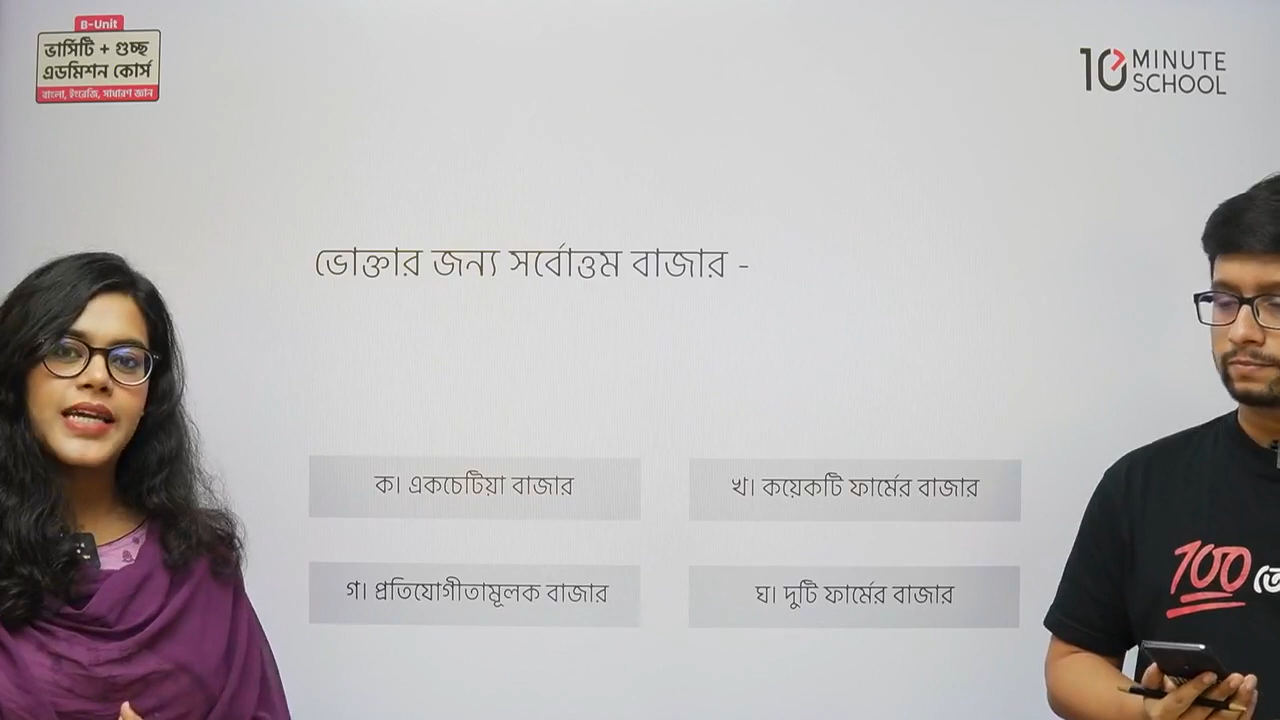 B-Unit
ভার্সিটি + গুচ্ছ
এডমিশন কোর্স
বাংলা, ইংরেজি, সাধারণ জ্ঞান
10 MINUTE
SCHOOL
ভোক্তার জন্য সর্বোত্তম বাজার -
ক। একচেটিয়া বাজার
খ। কয়েকটি ফার্মের বাজার
গ। প্রতিযোগীতামূলক বাজার
ঘ। দুটি ফার্মের বাজার
100